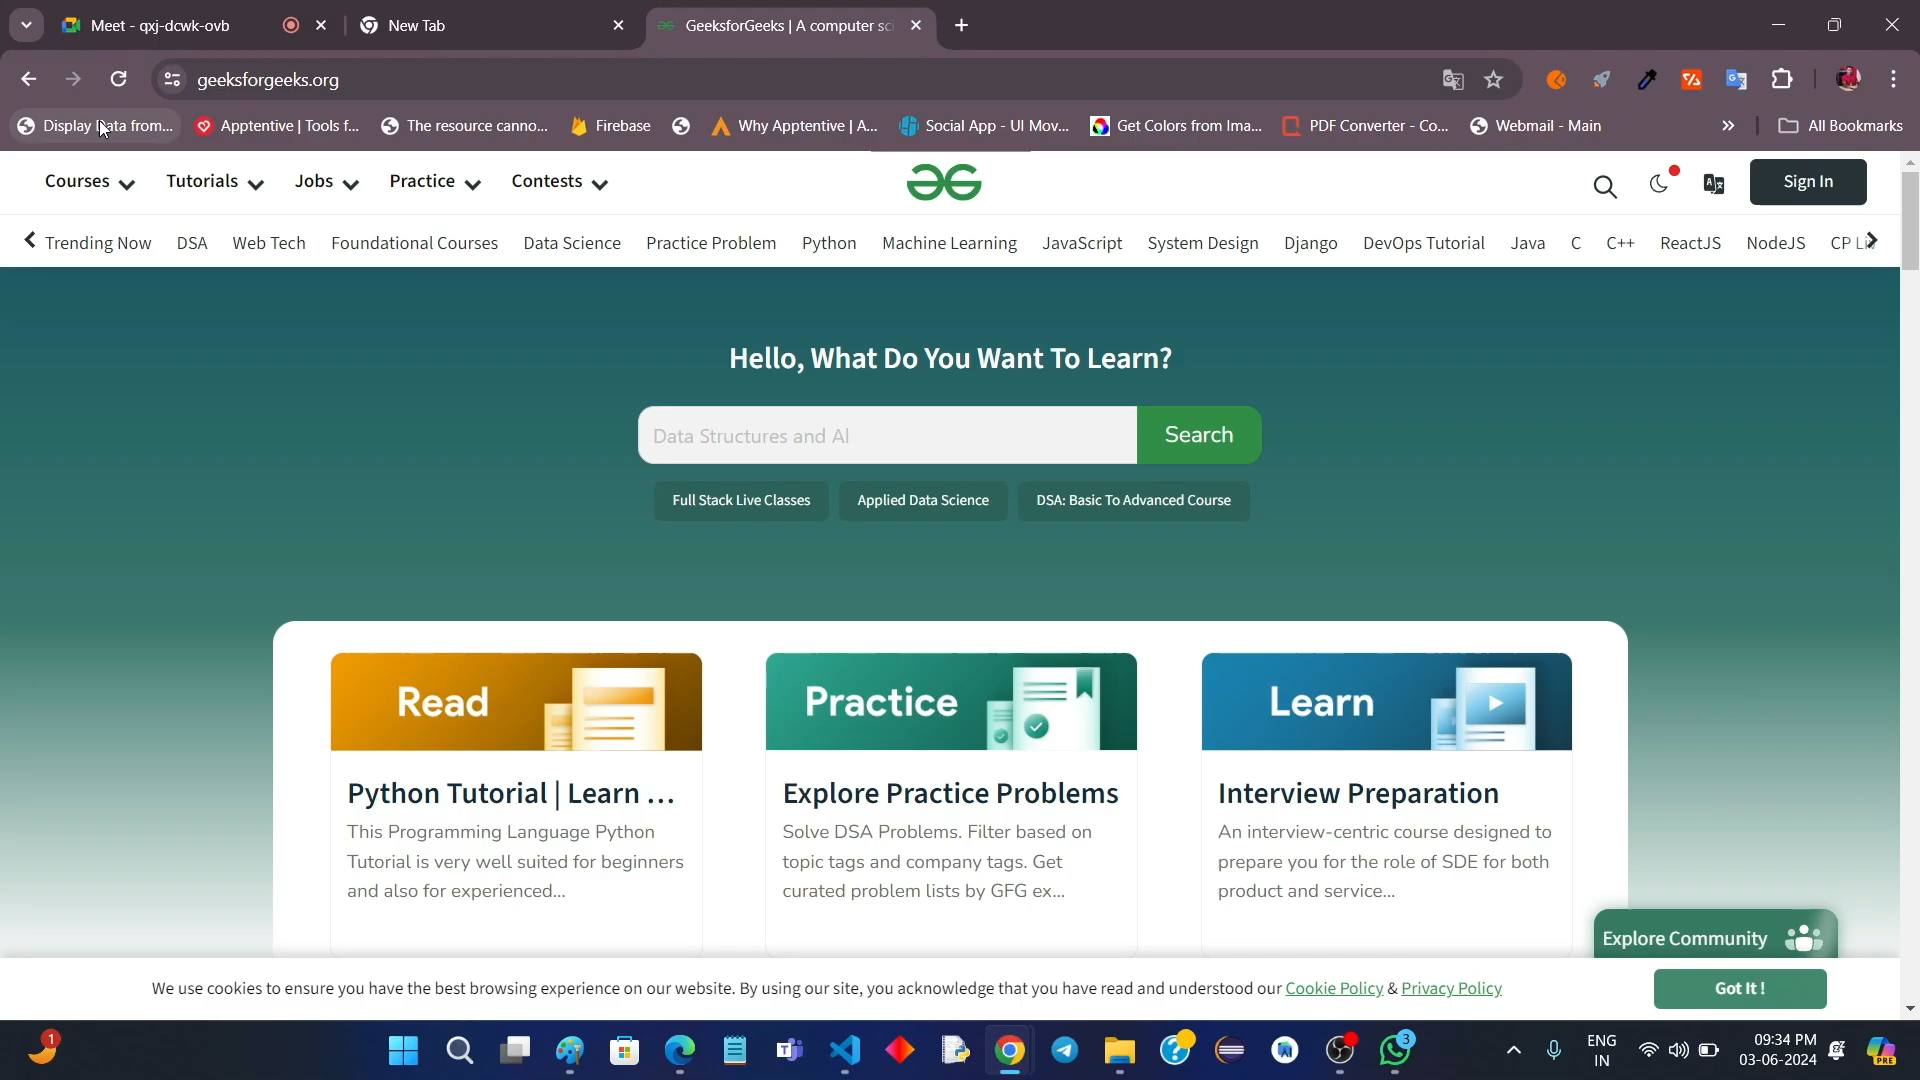 Meet - qxj-dcwk-ovb
New Tab
GeeksforGeeks | A computer sc
geeksforgeeks.org
Display Data from...
Apptentive | Tools f...
The resource canno...
Firebase
Why Apptentive | A...
Social App - UI Mov...
Get Colors from Ima...
PDF Converter - Co...
Webmail - Main
All Bookmarks
Courses
Tutorials
Jobs
Practice
Contests
Sign In
Trending Now
DSA
Web Tech
Foundational Courses
Data Science
Practice Problem
Python
Machine Learning
JavaScript
System Design
Django
DevOps Tutorial
Java
C
C++
ReactJS
NodeJS
CP Liv
Hello, What Do You Want To Learn?
Data Structures and Al
Search
Full Stack Live Classes
Applied Data Science
DSA: Basic To Advanced Course
Read
Python Tutorial | Learn ...
This Programming Language Python
Tutorial is very well suited for beginners
and also for experienced...
Practice
Explore Practice Problems
Solve DSA Problems. Filter based on
topic tags and company tags. Get
curated problem lists by GFG ex...
Learn
Interview Preparation
An interview-centric course designed to
prepare you for the role of SDE for both
product and service...
Explore Community
We use cookies to ensure you have the best browsing experience on our website. By using our site, you acknowledge that you have read and understood our Cookie Policy & Privacy Policy
Got It !
1
3
ENG
IN
09:34 PM
03-06-2024
PRE